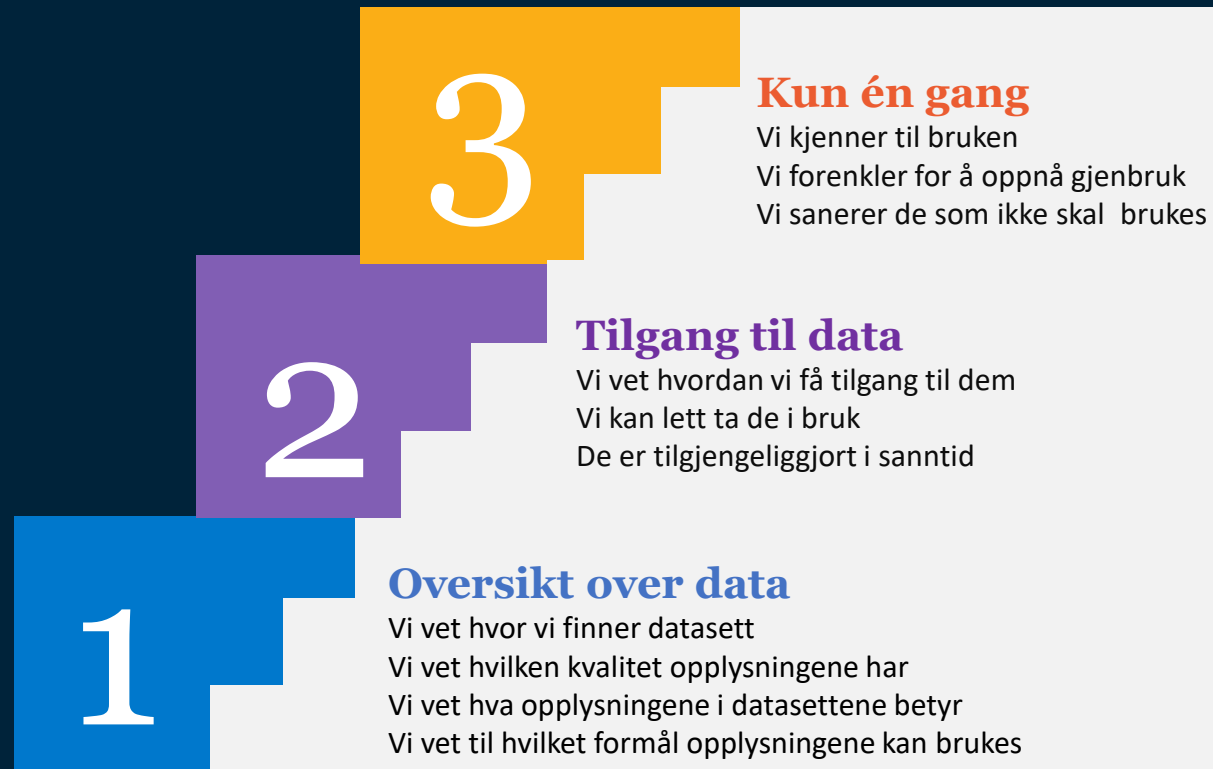 3
Kun én gang
Vi kjenner til bruken
Vi forenkler for å oppnå gjenbruk
Vi sanerer de som ikke skal  brukes
2
Tilgang til data
Vi vet hvordan vi få tilgang til dem
Vi kan lett ta de i bruk
De er tilgjengeliggjort i sanntid
1
Oversikt over data
Vi vet hvor vi finner datasett
Vi vet hvilken kvalitet opplysningene har
Vi vet hva opplysningene i datasettene betyr
Vi vet til hvilket formål opplysningene kan brukes